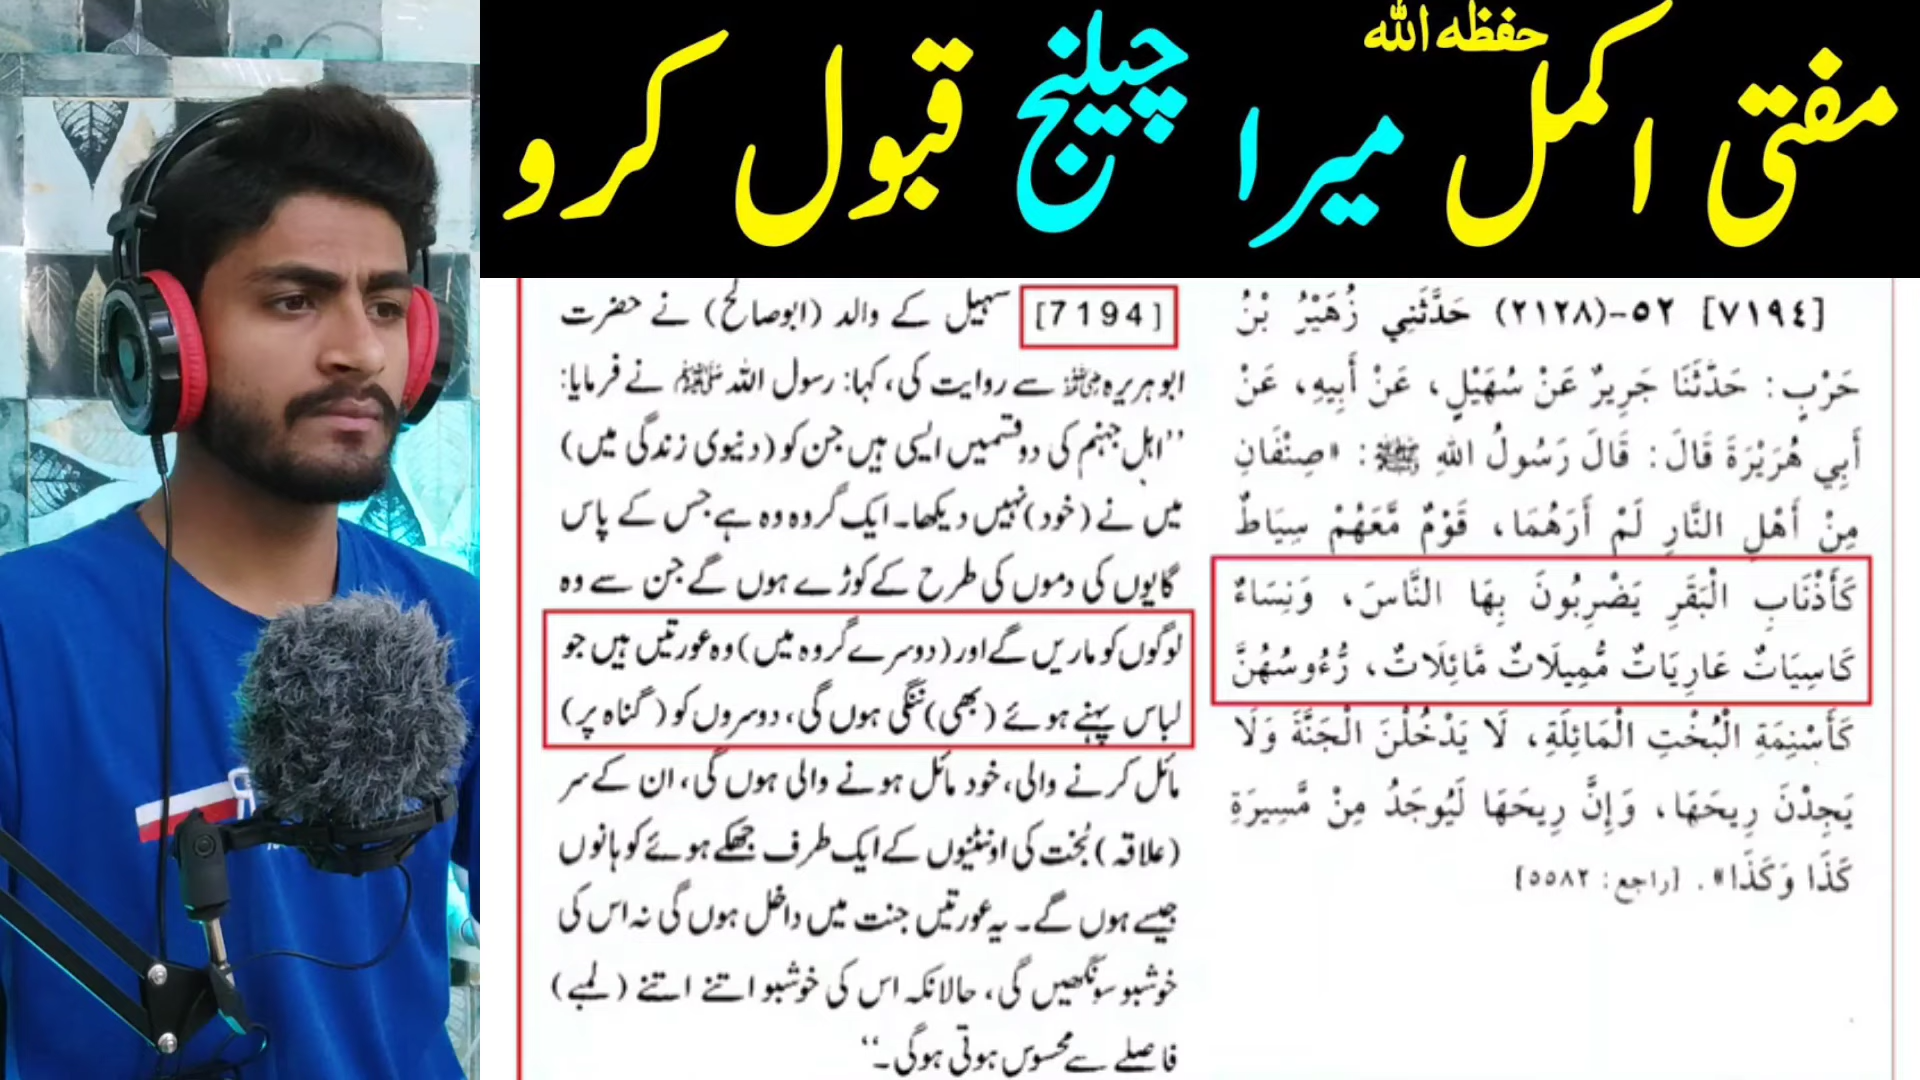 مفتی اکمل حفظہ اللہ میرا چیلنج قبول کرو
[٧١٩٤] ٥٢-(٢١٢٨) حَدَّثَنِي زُهَيْرُ بْنُ
حَرْبٍ: حَدَّثَنَا جَرِيرٌ عَنْ سُهَيْلٍ، عَنْ أَبِيهِ، عَنْ
أَبِي هُرَيْرَةَ قَالَ: قَالَ رَسُولُ اللهِ ﷺ: «صِنْفَانِ
مِنْ أَهْلِ النَّارِ لَمْ أَرَهُمَا، قَوْمٌ مَّعَهُمْ سِيَاطٌ
كَأَذْنَابِ الْبَقَرِ يَضْرِبُونَ بِهَا النَّاسَ، وَنِسَاءٌ
كَاسِيَاتٌ عَارِيَاتٌ مُّمِيلَاتٌ مَّائِلَاتٌ، رُّءُوسُهُنَّ
كَأَسْنِمَةِ الْبُخْتِ الْمَائِلَةِ، لَا يَدْخُلْنَ الْجَنَّةَ وَلَا
يَجِدْنَ رِيحَهَا، وَإِنَّ رِيحَهَا لَيُوجَدُ مِنْ مَّسِيرَةِ
كَذَا وَكَذَا». [راجع: ٥٥٨٢]
[7194] سہیل کے والد (ابوصالح) نے حضرت
ابو ہریرہ رضی اللہ عنہ سے روایت کی، کہا: رسول اللہ ﷺ نے فرمایا:
’’اہل جہنم کی دو قسمیں ایسی ہیں جن کو (دنیوی زندگی میں)
میں نے (خود) نہیں دیکھا۔ ایک گروہ وہ ہے جس کے پاس
گایوں کی دموں کی طرح کے کوڑے ہوں گے جن سے وہ
لوگوں کو ماریں گے اور (دوسرے گروہ میں) وہ عورتیں ہیں جو
لباس پہنے ہوئے (بھی) ننگی ہوں گی، دوسروں کو (گناہ پر)
مائل کرنے والی، خود مائل ہونے والی ہوں گی، ان کے سر
(علاقہ) بُخت کی اونٹنیوں کے ایک طرف جھکے ہوئے کوہانوں
جیسے ہوں گے۔ یہ عورتیں جنت میں داخل ہوں گی نہ اس کی
خوشبو سونگھیں گی، حالانکہ اس کی خوشبو اتنے اتنے (لمبے)
فاصلے سے محسوس ہوتی ہوگی۔‘‘